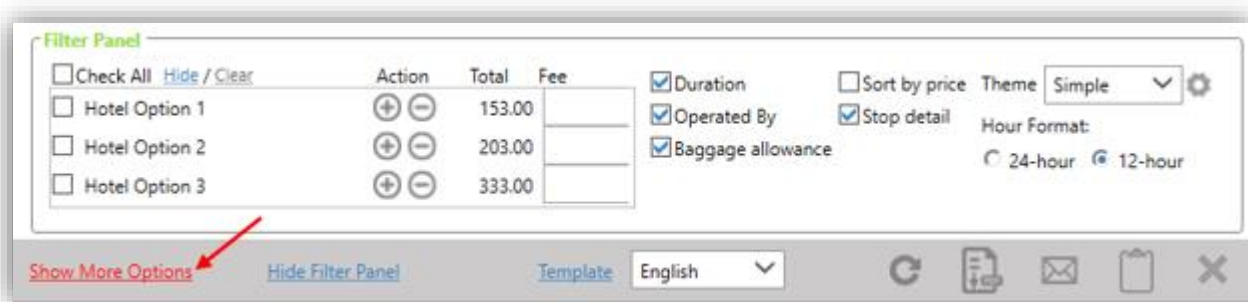 Filter Panel
Check All Hide / Clear Action Total Fee
Hotel Option 1 153.00
Hotel Option 2 203.00
Hotel Option 3 333.00
Duration Sort by price Theme Simple
Operated By Stop detail Hour Format:
Baggage allowance 24-hour 12-hour
Show More Options Hide Filter Panel Template English